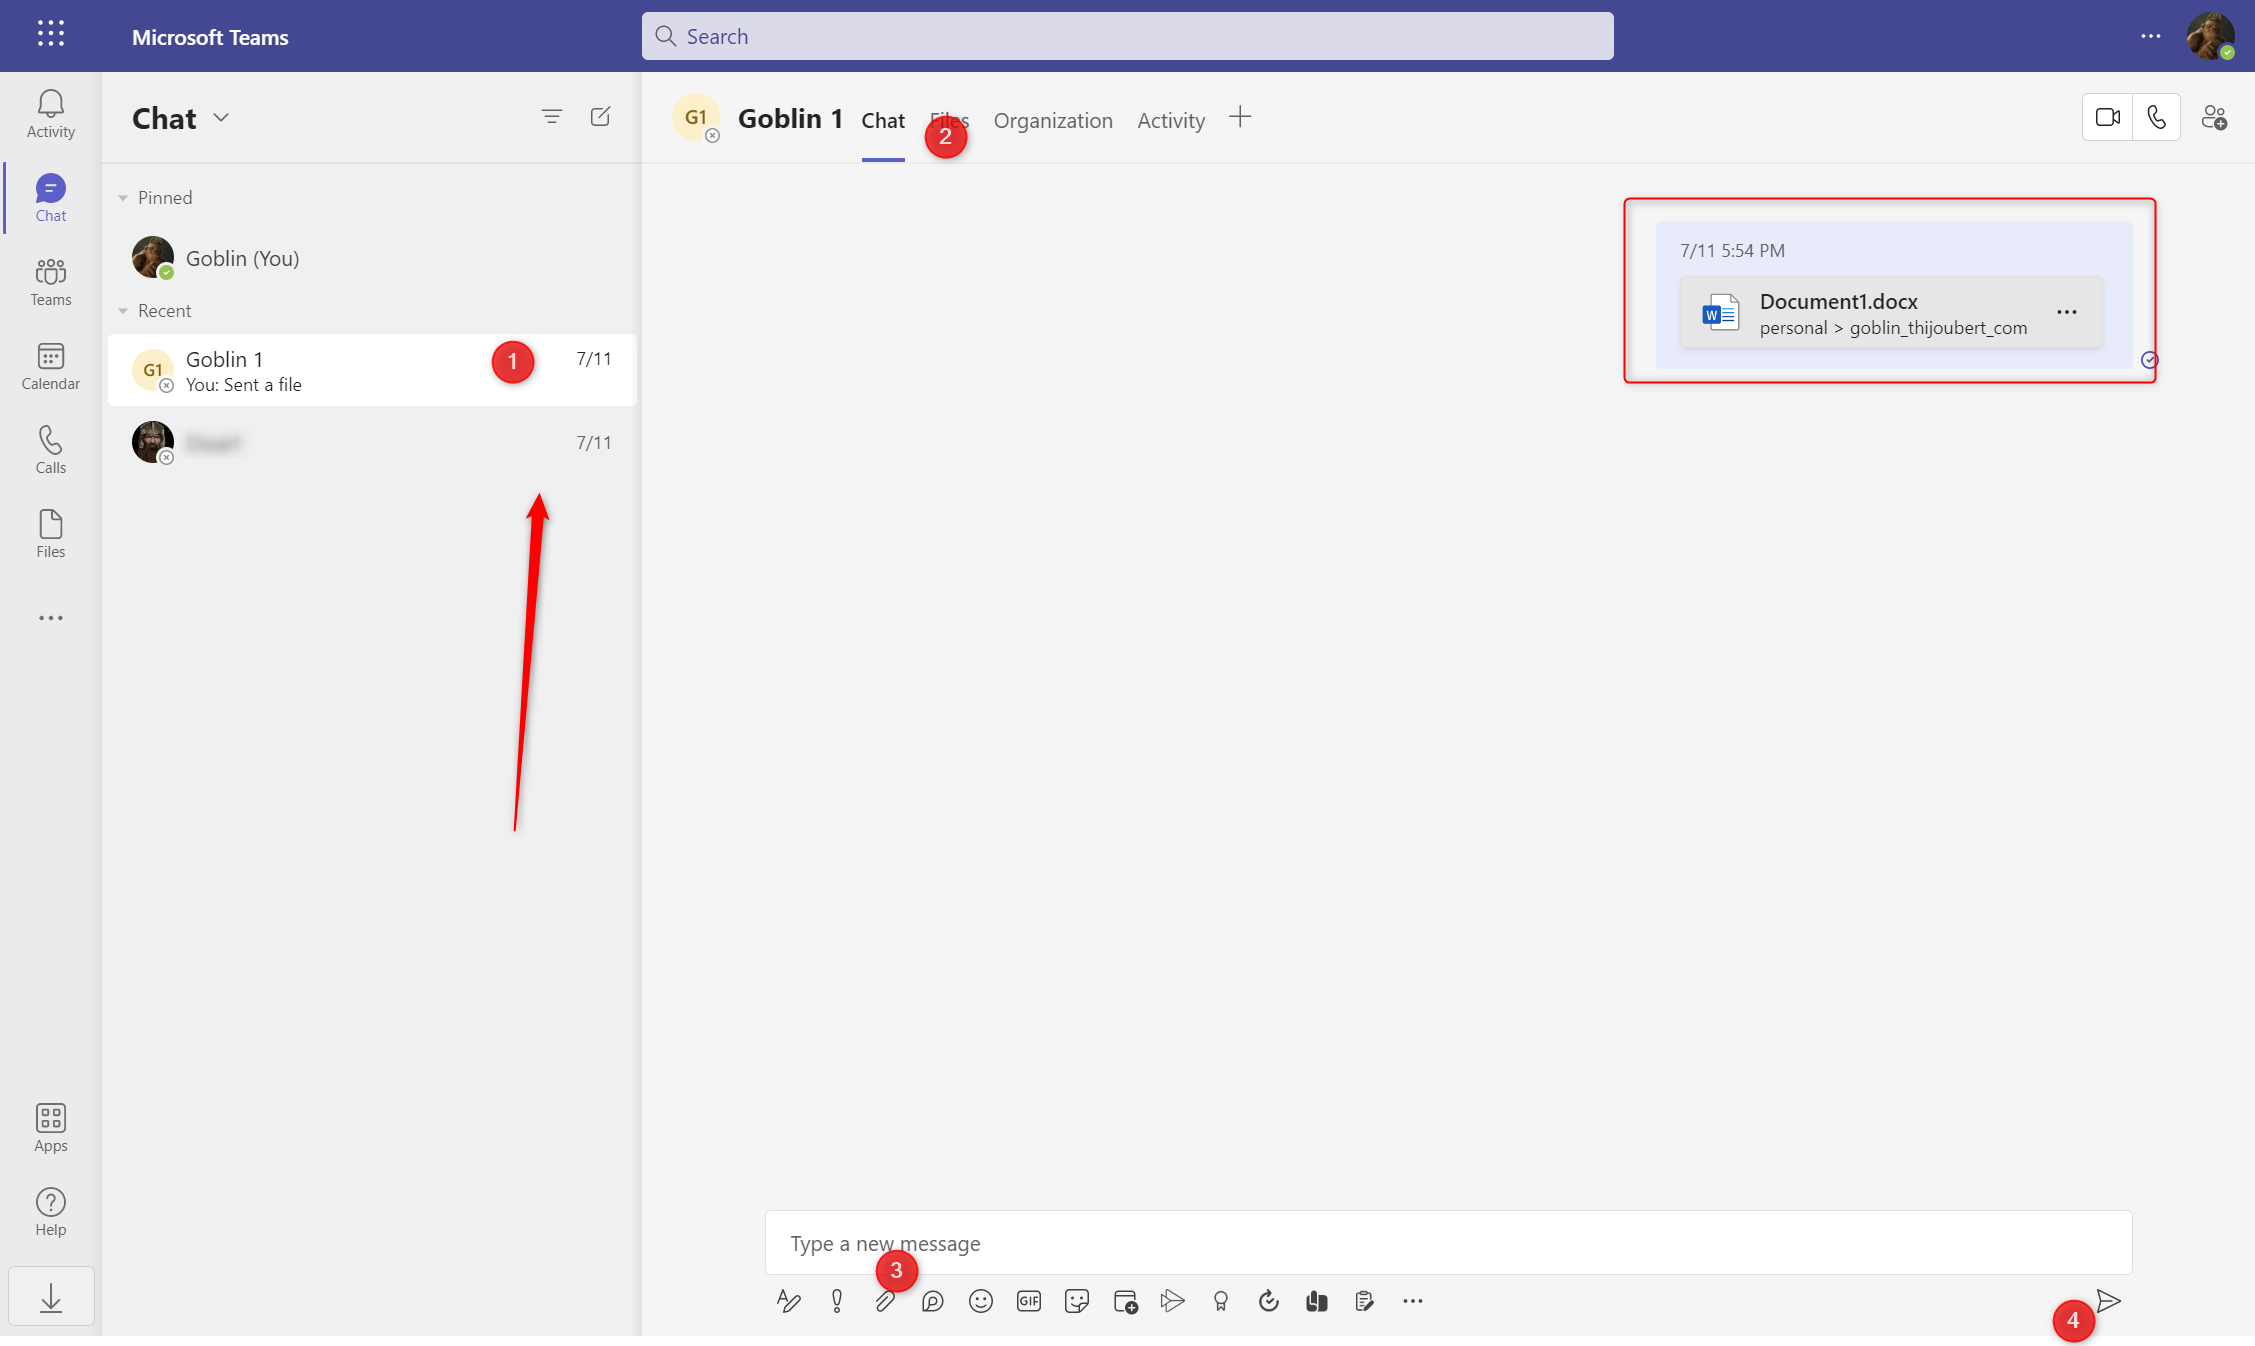 Microsoft Teams
Search
Activity
Chat
Teams
Calendar
Calls
Files
Apps
Help
Chat
Pinned
Goblin (You)
Recent
G1
Goblin 1
7/11
You: Sent a file
1
7/11
G1
Goblin 1
Chat
Files
Organization
Activity
2
7/11 5:54 PM
W
Document1.docx
personal > goblin_thijoubert_com
Type a new message
3
GIF
4